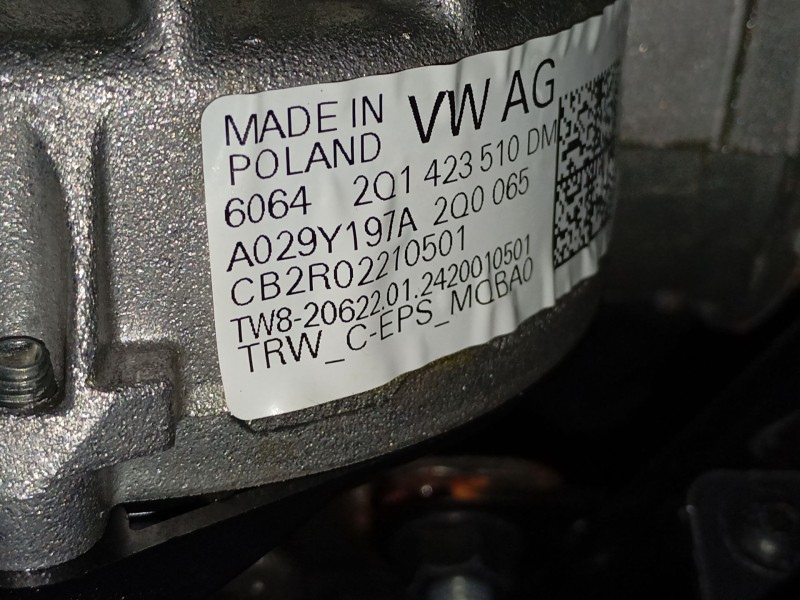 MADE IN VW AG
POLAND
6064 2Q1 423 510 DM
A029Y197A 2Q0 065
CB2R02210501
TW8-20622.01.2420010501
TRW_C-EPS_MQBA0